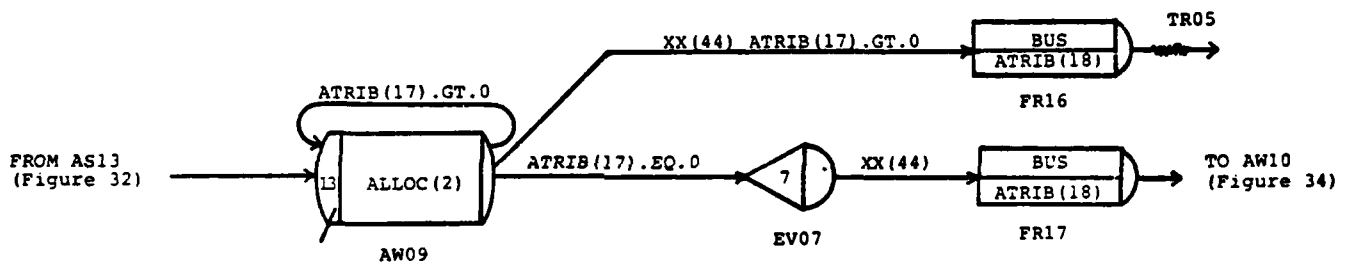 TR05
XX(44) ATRIB(17).GT.0
BUS
ATRIB(18)
FR16
ATRIB(17).GT.0
FROM AS13
(Figure 32)
13
ALLOC(2)
AW09
ATRIB(17).EQ.0
7
EV07
XX(44)
BUS
ATRIB(18)
FR17
TO AW10
(Figure 34)